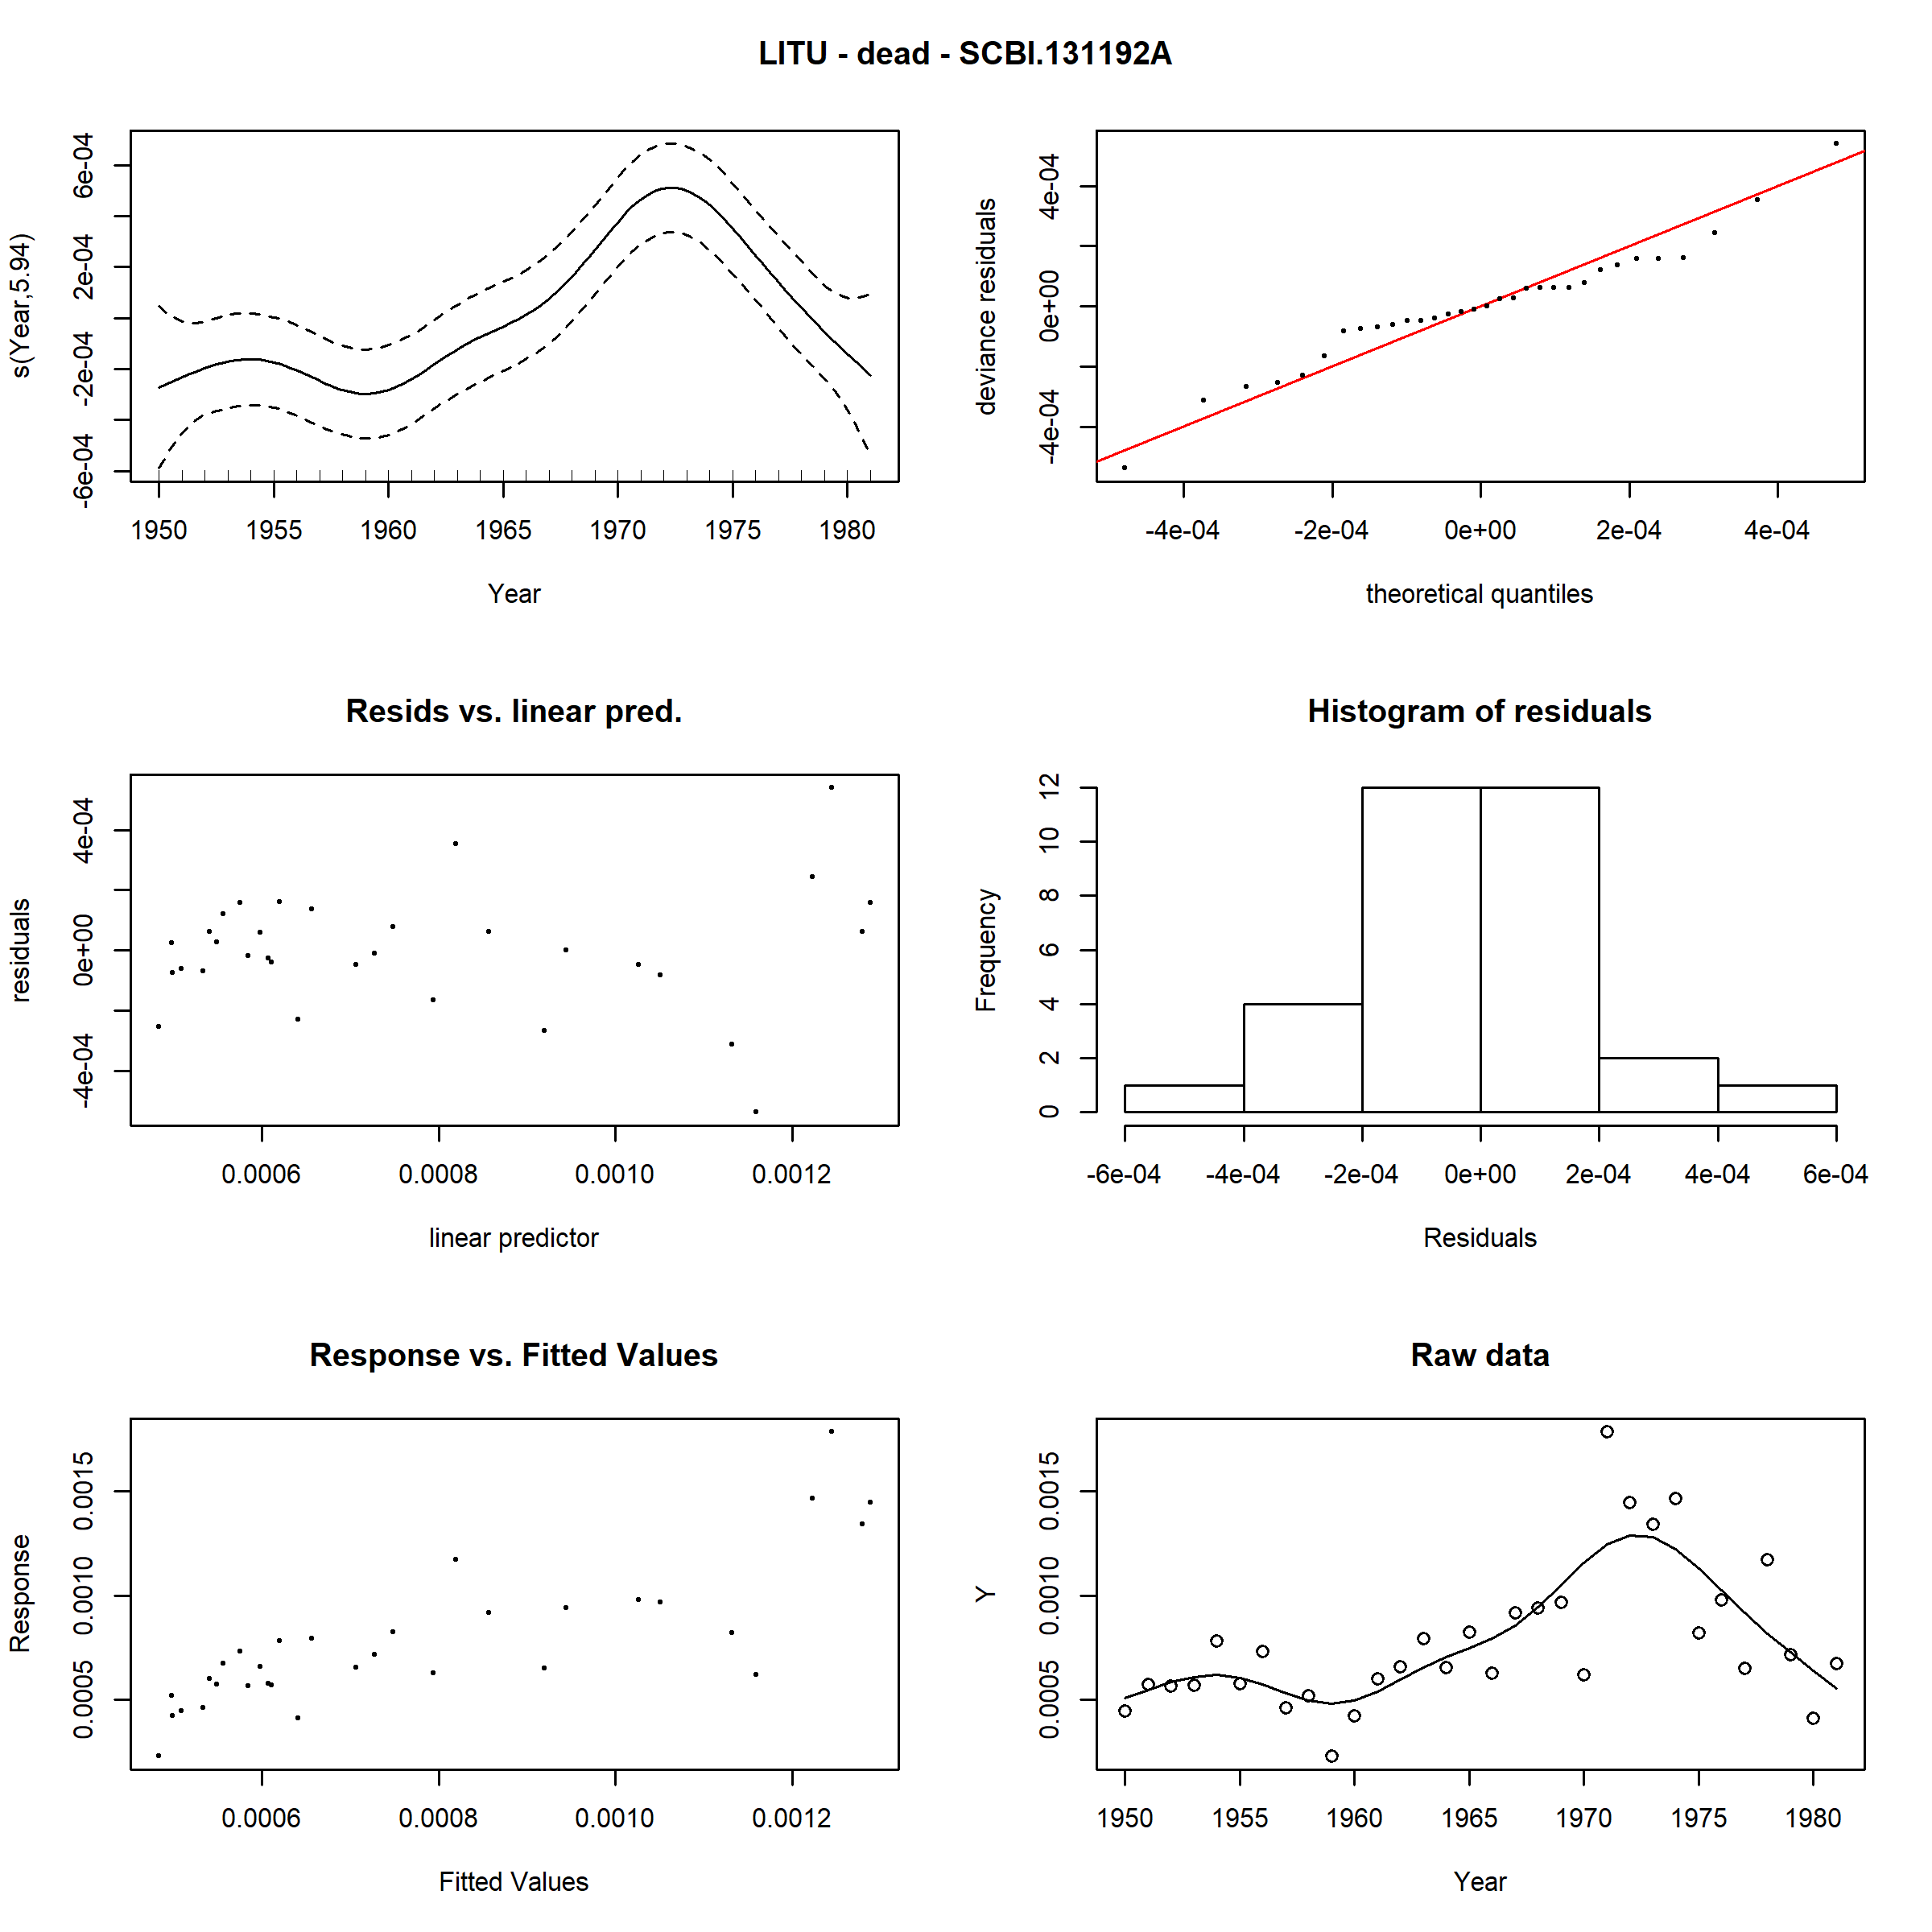 LITU - dead - SCBI.131192A
s(Year,5.94)
-6e-04 -2e-04 2e-04 6e-04
1950 1955 1960 1965 1970 1975 1980
Year
deviance residuals
-4e-04 0e+00 4e-04
-4e-04 -2e-04 0e+00 2e-04 4e-04
theoretical quantiles
Resids vs. linear pred.
residuals
-4e-04 0e+00 4e-04
0.0006 0.0008 0.0010 0.0012
linear predictor
Histogram of residuals
Frequency
0 2 4 6 8 10 12
-6e-04 -4e-04 -2e-04 0e+00 2e-04 4e-04 6e-04
Residuals
Response vs. Fitted Values
Response
0.0005 0.0010 0.0015
0.0006 0.0008 0.0010 0.0012
Fitted Values
Raw data
Y
0.0005 0.0010 0.0015
1950 1955 1960 1965 1970 1975 1980
Year